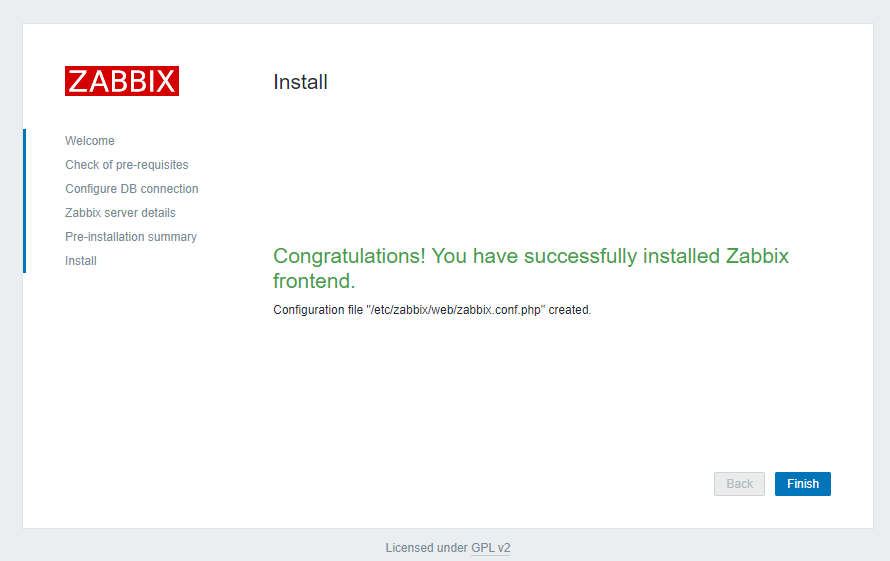 ZABBIX
Install
Welcome
Check of pre-requisites
Configure DB connection
Zabbix server details
Pre-installation summary
Install
Congratulations! You have successfully installed Zabbix
frontend.
Configuration file "/etc/zabbix/web/zabbix.conf.php" created.
Back
Finish
Licensed under GPL v2